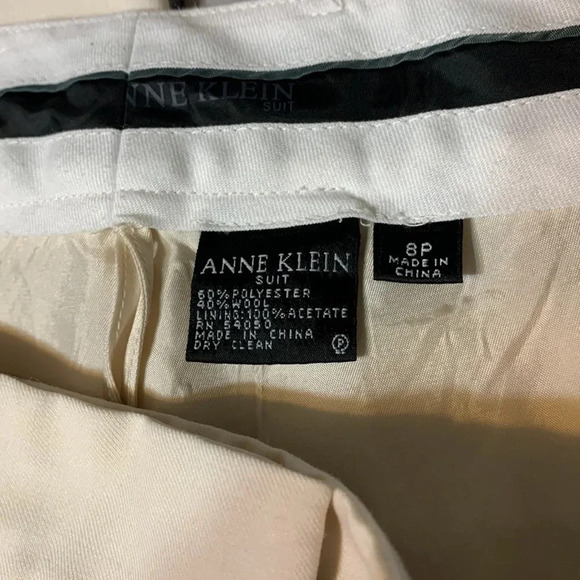 NNE KLEIN
SUIT
ANNE KLEIN
SUIT
60% POLYESTER
40% WOOL
LINING: 100% ACETATE
RN 54050
MADE IN CHINA
DRY CLEAN
P
8P
MADE IN
CHINA